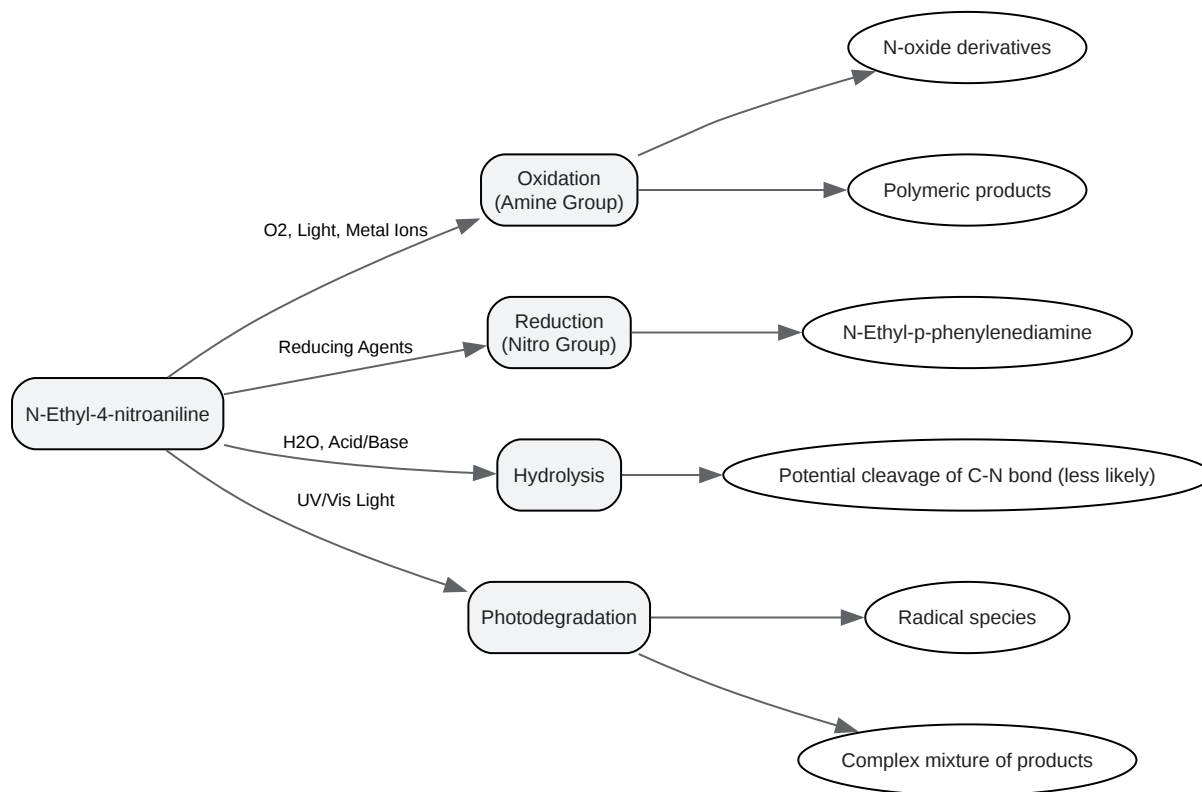 N-oxide derivatives
Oxidation
(Amine Group)
Polymeric products
O2, Light, Metal Ions
Reduction
(Nitro Group)
N-Ethyl-p-phenylenediamine
Reducing Agents
N-Ethyl-4-nitroaniline
H2O, Acid/Base
Hydrolysis
Potential cleavage of C-N bond (less likely)
UV/Vis Light
Photodegradation
Radical species
Complex mixture of products